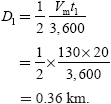 D₁ = 1/2 Vₘt₁/3,600
= 1/2 × 130 × 20/3,600
= 0.36 km.